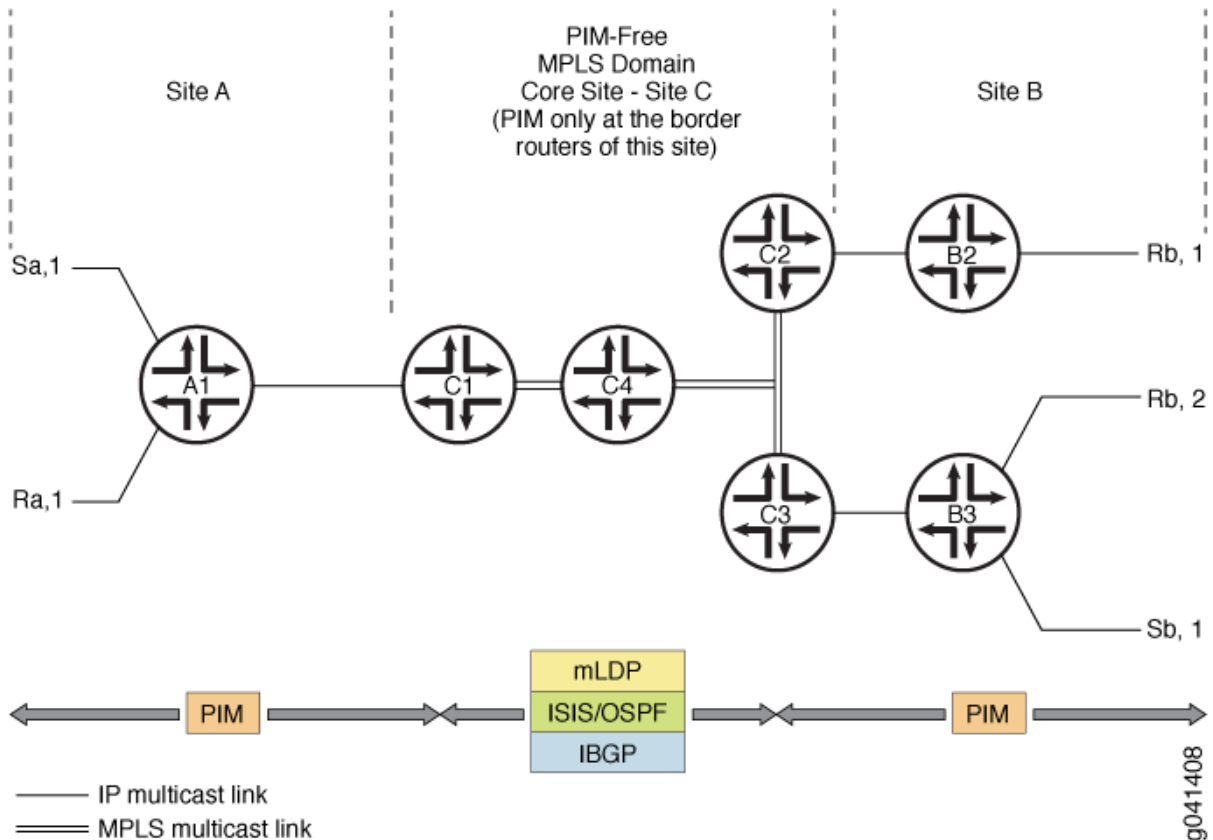 Site A
PIM-Free
MPLS Domain
Core Site - Site C
(PIM only at the border
routers of this site)
Site B
Sa,1
C2
B2
Rb, 1
A1
C1
C4
Rb, 2
Ra,1
C3
B3
Sb, 1
mLDP
PIM
ISIS/OSPF
PIM
IBGP
IP multicast link
MPLS multicast link
g041408